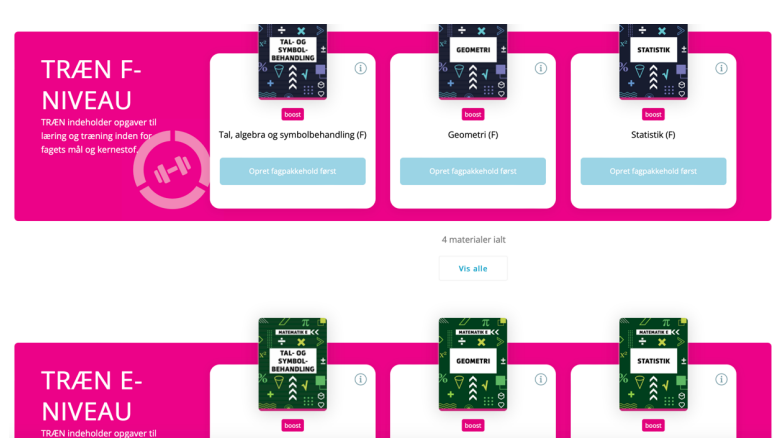 TRÆN F-
NIVEAU
TRÆN indeholder opgaver til
læring og træning inden for
fagets mål og kernestof.
TAL- OG
SYMBOL-
BEHANDLING
boost
Tal, algebra og symbolbehandling (F)
Opret fagpakkehold først
GEOMETRI
boost
Geometri (F)
Opret fagpakkehold først
STATISTIK
boost
Statistik (F)
Opret fagpakkehold først
4 materialer ialt
Vis alle
TRÆN E-
NIVEAU
TRÆN indeholder opgaver til
MATEMATIK E
TAL- OG
SYMBOL-
BEHANDLING
boost
MATEMATIK E
GEOMETRI
boost
MATEMATIK E
STATISTIK
boost